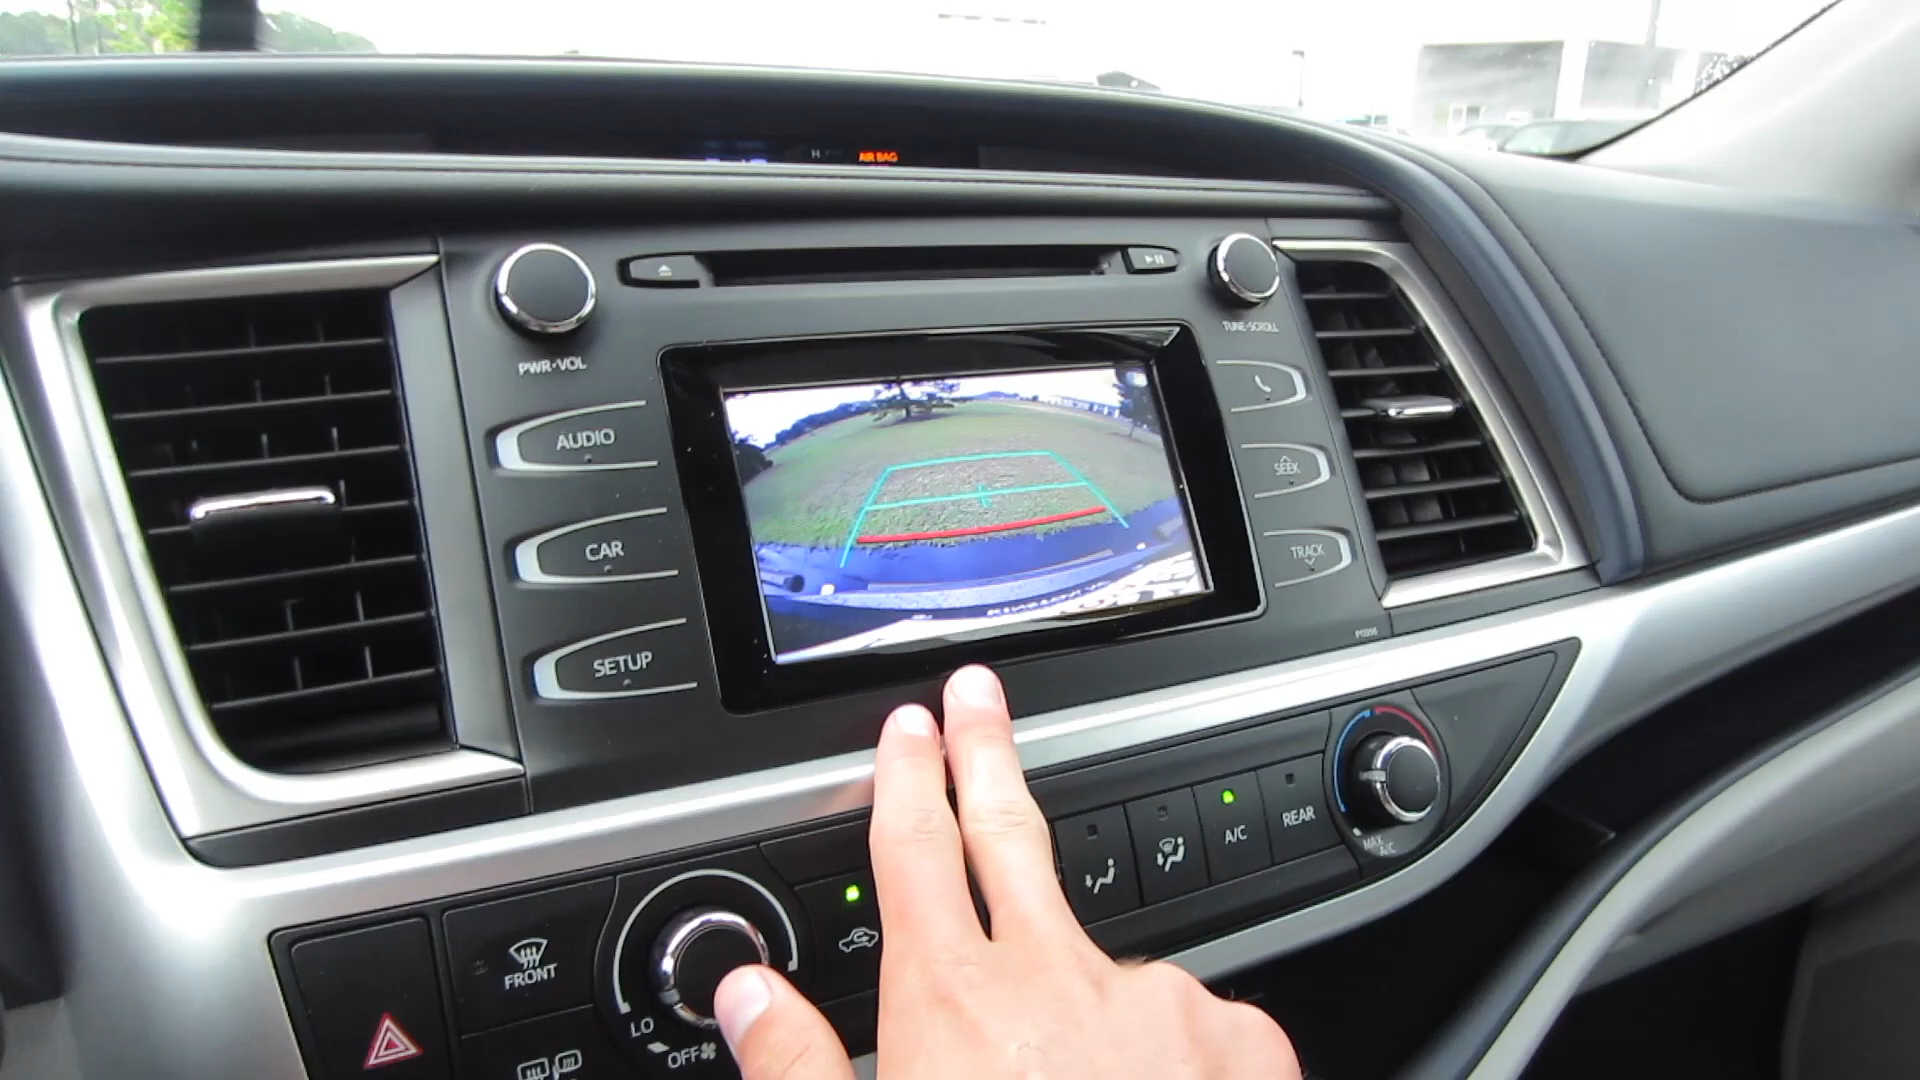 H
AIR BAG
PWR•VOL
TUNE•SCROLL
AUDIO
CAR
SETUP
SEEK
TRACK
A/C
REAR
MAX
A/C
FRONT
LO
OFF